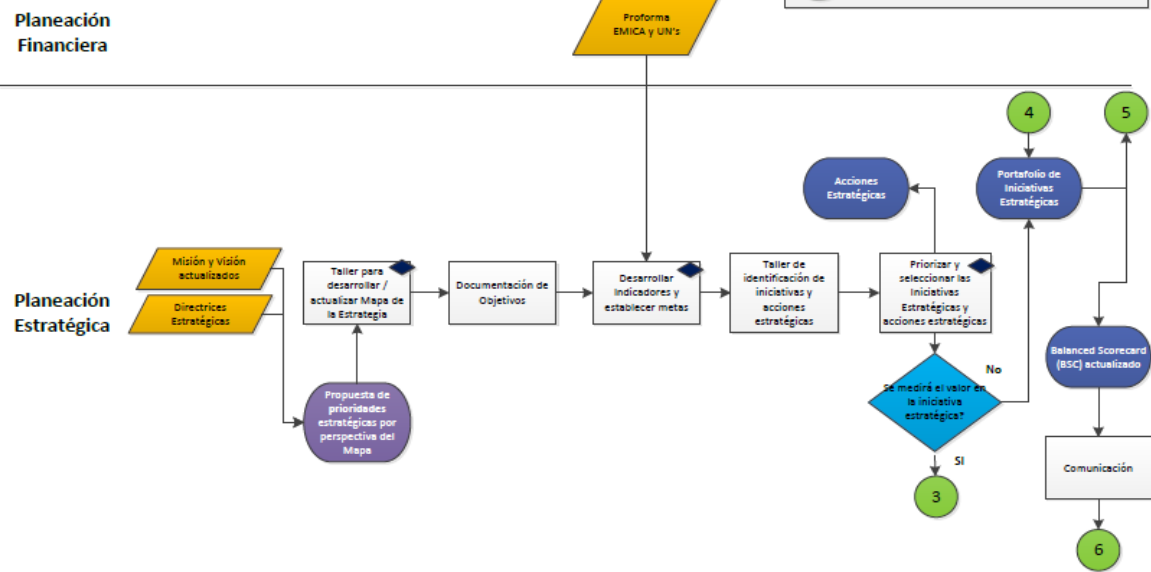 Planeación
Financiera
Proforma
EMICA y UN's
4
5
Acciones
Estratégicas
Portafolio de
Iniciativas
Estratégicas
Planeación
Estratégica
Misión y Visión
actualizados
Directrices
Estratégicas
Taller para
desarrollar /
actualizar Mapa de
la Estrategia
Documentación de
Objetivos
Desarrollar
Indicadores y
establecer metas
Taller de
identificación de
iniciativas y
acciones
estratégicas
Priorizar y
seleccionar las
Iniciativas
Estratégicas y
acciones estratégicas
Propuesta de
prioridades
estratégicas por
perspectiva del
Mapa
Se medirá el valor en
la iniciativa
estratégica?
No
SI
3
Balanced Scorecard
(BSC) actualizado
Comunicación
6